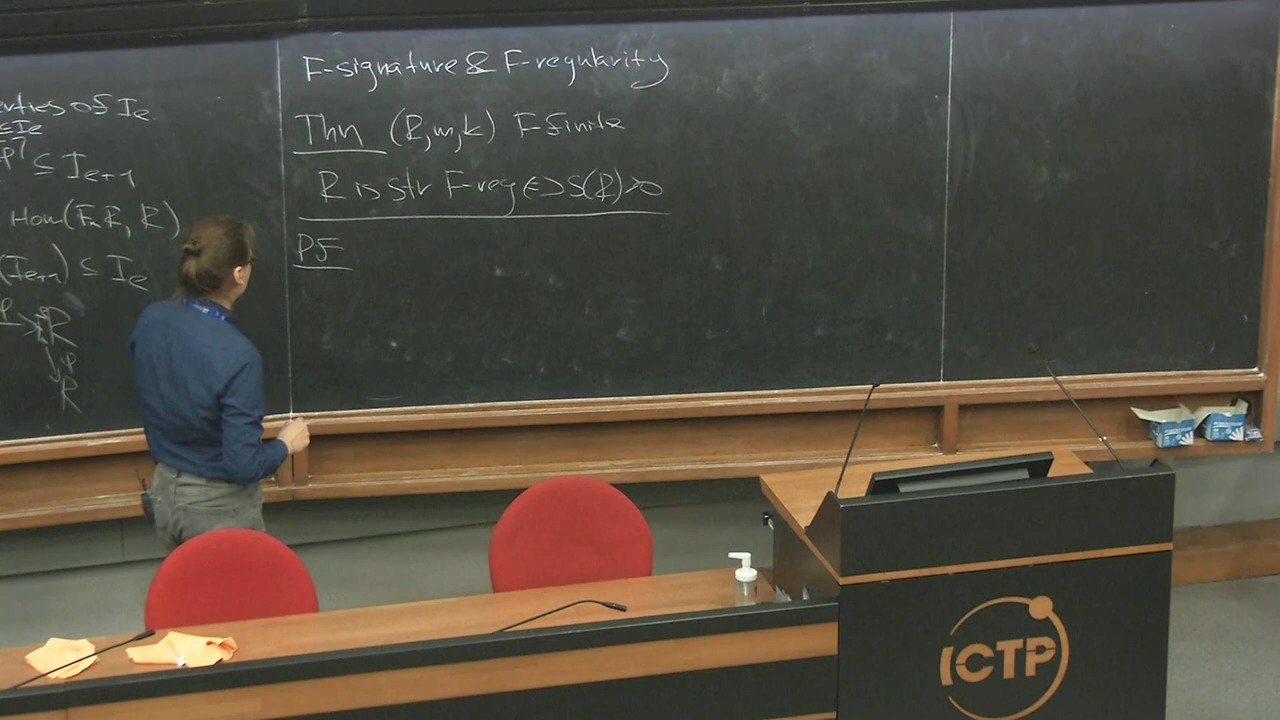 erties of Ie
⊆ Ie
[p] ⊆ Ie+1
Hom(F*R, R)
(Ie+1) ⊆ Ie
R
φ
R
F-signature & F-regularity
Thm (R,m,k) F-finite
R is str F-reg ⇔ S(R)>0
Pf
ICTP